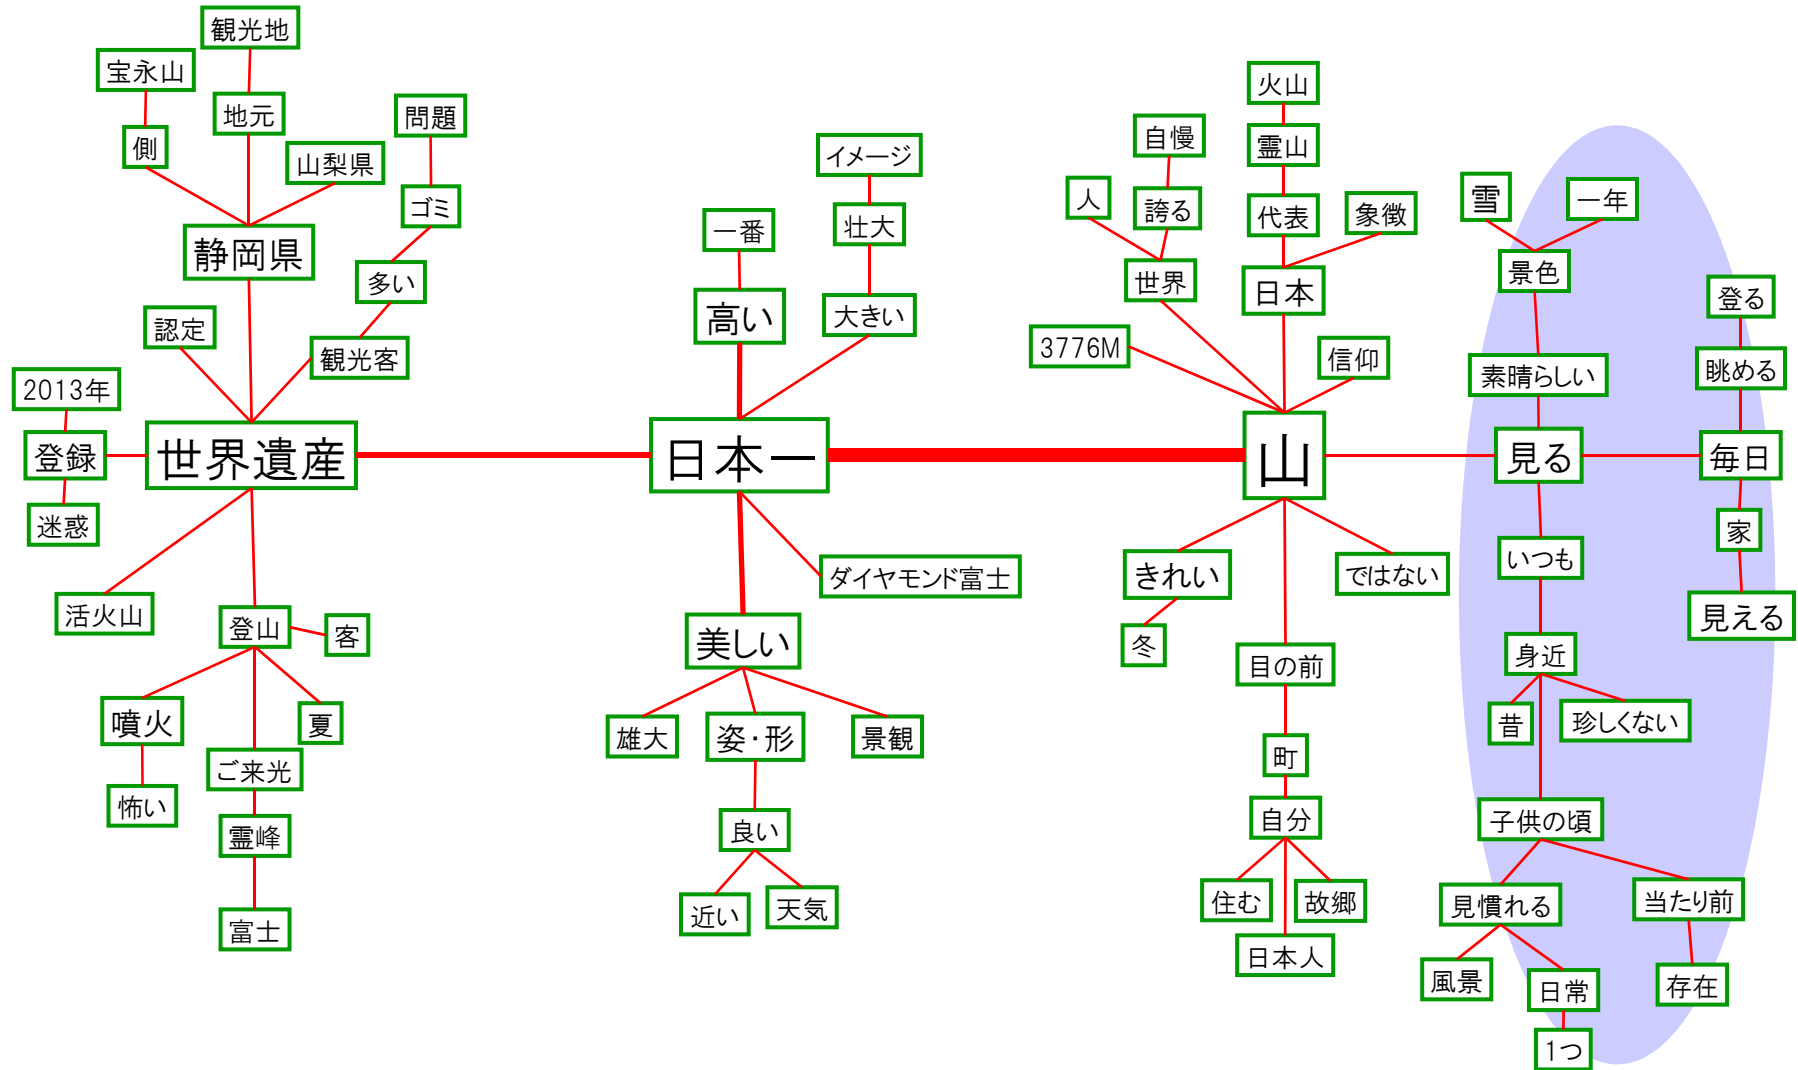 観光地
宝永山
地元
問題
側
山梨県
ゴミ
静岡県
多い
認定
観光客
2013年
登録
世界遺産
迷惑
活火山
登山
客
噴火
夏
ご来光
怖い
霊峰
富士
イメージ
一番
壮大
高い
大きい
日本一
ダイヤモンド富士
美しい
雄大
姿・形
景観
良い
近い
天気
火山
自慢
霊山
人
誇る
代表
象徴
世界
日本
3776M
信仰
山
きれい
ではない
冬
目の前
町
自分
住む
故郷
日本人
雪
一年
景色
登る
素晴らしい
眺める
見る
毎日
いつも
家
見える
身近
昔
珍しくない
子供の頃
見慣れる
当たり前
風景
日常
存在
1つ